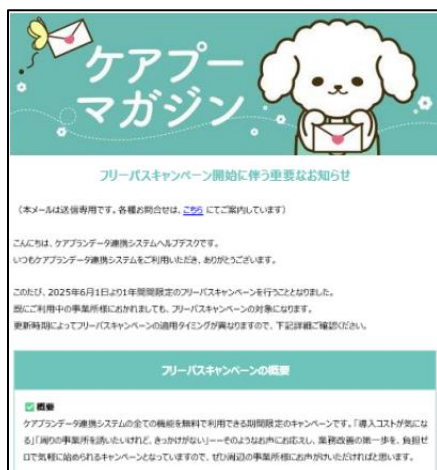 ケアプー
マガジン
フリーパスキャンペーン開始に伴う重要なお知らせ
（本メールは送信専用です。各種お問合せは、こちら にてご案内しています）
こんにちは、ケアプランデータ連携システムヘルプデスクです。
いつもケアプランデータ連携システムをご利用いただき、ありがとうございます。
このたび、2025年6月1日より1年間期間限定のフリーパスキャンペーンを行うこととなりました。
既にご利用中の事業所様におかれましても、フリーパスキャンペーンの対象になります。
更新時期によってフリーパスキャンペーンの適用タイミングが異なりますので、下記詳細ご確認ください。
フリーパスキャンペーンの概要
✅概要
ケアプランデータ連携システムの全ての機能を無料で利用できる期間限定のキャンペーンです。「導入コストが気にな
る」「周りの事業所を誘いたいけれど、きっかけがない」――そのようなお声にお応えし、業務改善の第一歩を、負担ゼ
ロで気軽に始められるキャンペーンとなっていますので、ぜひ周辺の事業所様にお声がけいただければと思います。